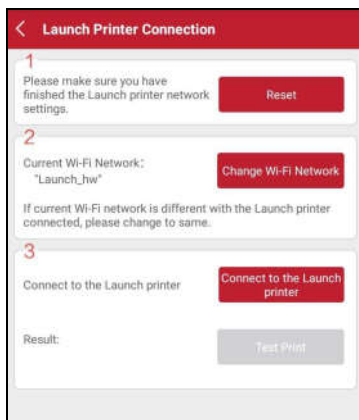 Launch Printer Connection
1
Please make sure you have
finished the Launch printer network
settings.
Reset
2
Current Wi-Fi Network:
"Launch_hw"
Change Wi-Fi Network
If current Wi-Fi network is different with the Launch printer
connected, please change to same.
3
Connect to the Launch printer
Connect to the Launch
printer
Result:
Test Print